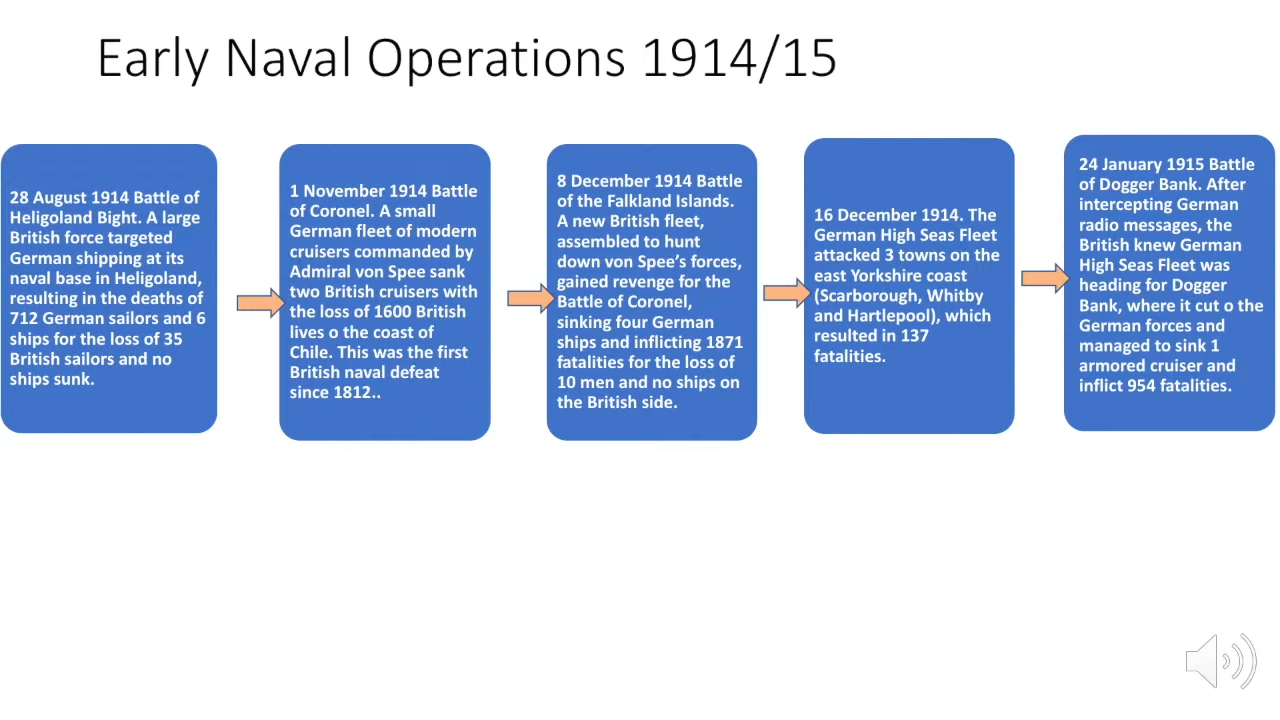 Early Naval Operations 1914/15
28 August 1914 Battle of
Heligoland Bight. A large
British force targeted
German shipping at its
naval base in Heligoland,
resulting in the deaths of
712 German sailors and 6
ships for the loss of 35
British sailors and no
ships sunk.
1 November 1914 Battle
of Coronel. A small
German fleet of modern
cruisers commanded by
Admiral von Spee sank
two British cruisers with
the loss of 1600 British
lives o the coast of
Chile. This was the first
British naval defeat
since 1812..
8 December 1914 Battle
of the Falkland Islands.
A new British fleet,
assembled to hunt
down von Spee’s forces,
gained revenge for the
Battle of Coronel,
sinking four German
ships and inflicting 1871
fatalities for the loss of
10 men and no ships on
the British side.
16 December 1914. The
German High Seas Fleet
attacked 3 towns on the
east Yorkshire coast
(Scarborough, Whitby
and Hartlepool), which
resulted in 137
fatalities.
24 January 1915 Battle
of Dogger Bank. After
intercepting German
radio messages, the
British knew German
High Seas Fleet was
heading for Dogger
Bank, where it cut o the
German forces and
managed to sink 1
armored cruiser and
inflict 954 fatalities.